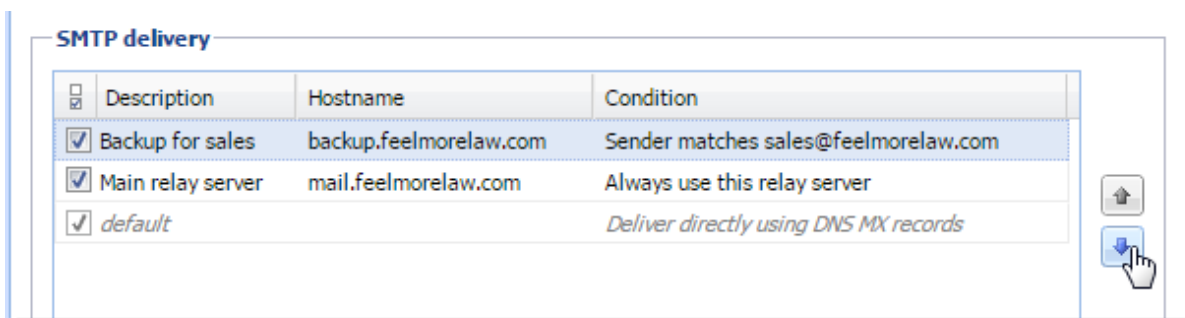 SMTP delivery
Description Hostname Condition
Backup for sales backup.feelmorelaw.com Sender matches sales@feelmorelaw.com
Main relay server mail.feelmorelaw.com Always use this relay server
default Deliver directly using DNS MX records